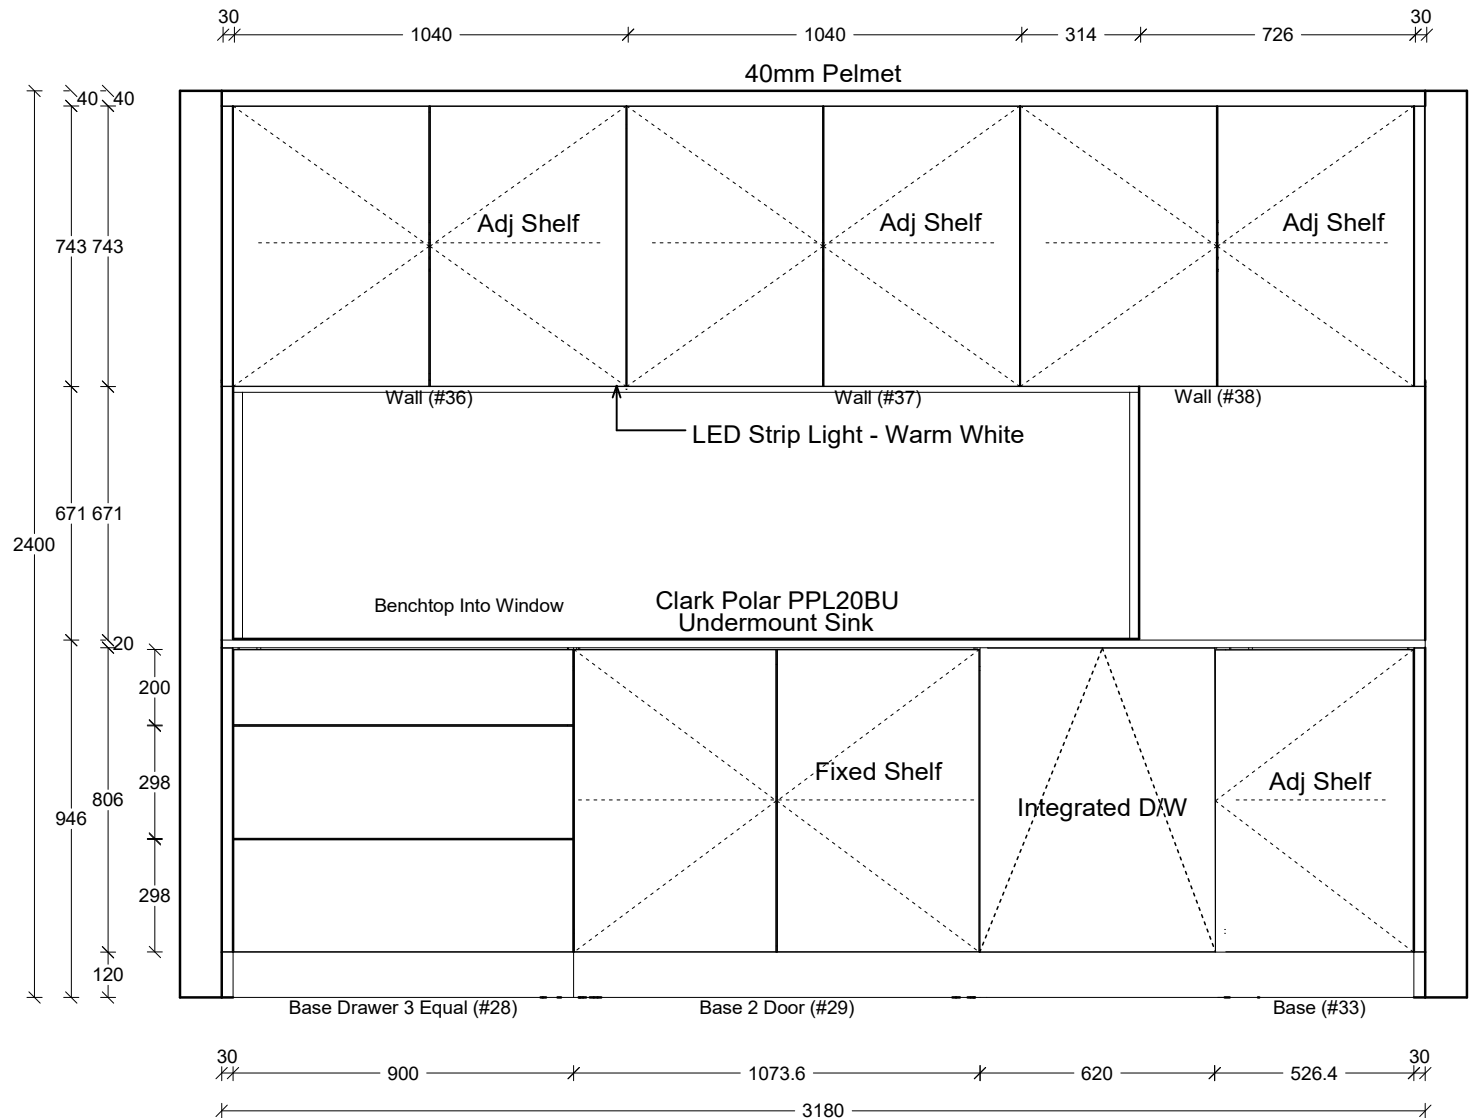 30
30
1040
1040
314
726
40mm Pelmet
40
40
Adj Shelf
Adj Shelf
Adj Shelf
743
743
Wall (#36)
Wall (#37)
Wall (#38)
LED Strip Light - Warm White
671
671
2400
Benchtop Into Window
Clark Polar PPL20BU
Undermount Sink
20
200
298
Fixed Shelf
Adj Shelf
806
Integrated D/W
946
298
120
Base Drawer 3 Equal (#28)
Base 2 Door (#29)
Base (#33)
30
30
900
1073.6
620
526.4
3180